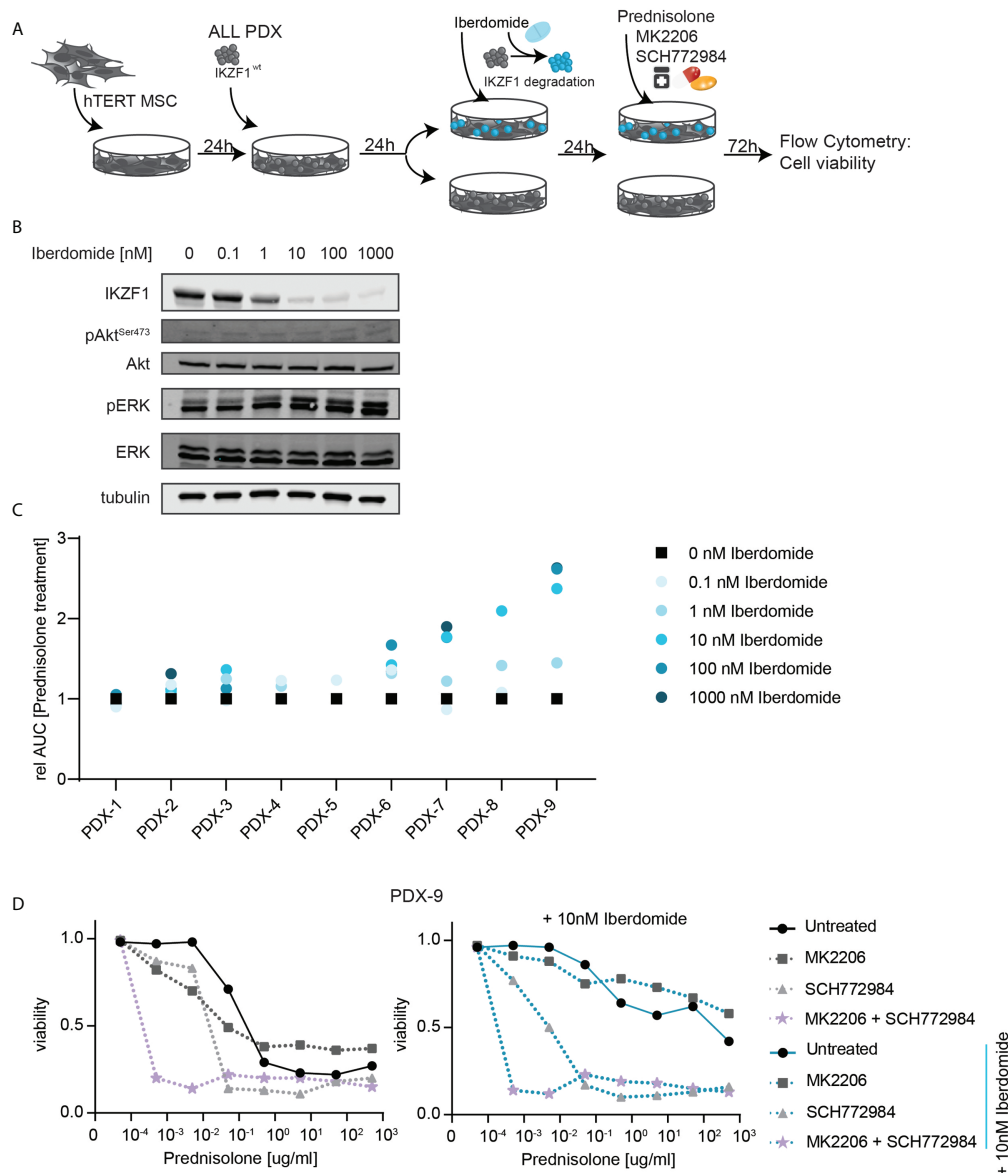 A
ALL PDX
IKZF1wt
hTERT MSC
24h
24h
Iberdomide
IKZF1 degradation
24h
Prednisolone
MK2206
SCH772984
72h
Flow Cytometry:
Cell viability
B
Iberdomide [nM] 0 0.1 1 10 100 1000
IKZF1
pAktSer473
Akt
pERK
ERK
tubulin
C
rel AUC [Prednisolone treatment]
3
2
1
0
PDX-1 PDX-2 PDX-3 PDX-4 PDX-5 PDX-6 PDX-7 PDX-8 PDX-9
0 nM Iberdomide
0.1 nM Iberdomide
1 nM Iberdomide
10 nM Iberdomide
100 nM Iberdomide
1000 nM Iberdomide
D
PDX-9
viability
1.0
0.5
0.0
0 10-4 10-3 10-2 10-1 100 101 102 103
Prednisolone [ug/ml]
+ 10nM Iberdomide
viability
1.0
0.5
0.0
0 10-4 10-3 10-2 10-1 100 101 102 103
Prednisolone [ug/ml]
Untreated
MK2206
SCH772984
MK2206 + SCH772984
Untreated
MK2206
SCH772984
MK2206 + SCH772984
+ 10nM Iberdomide